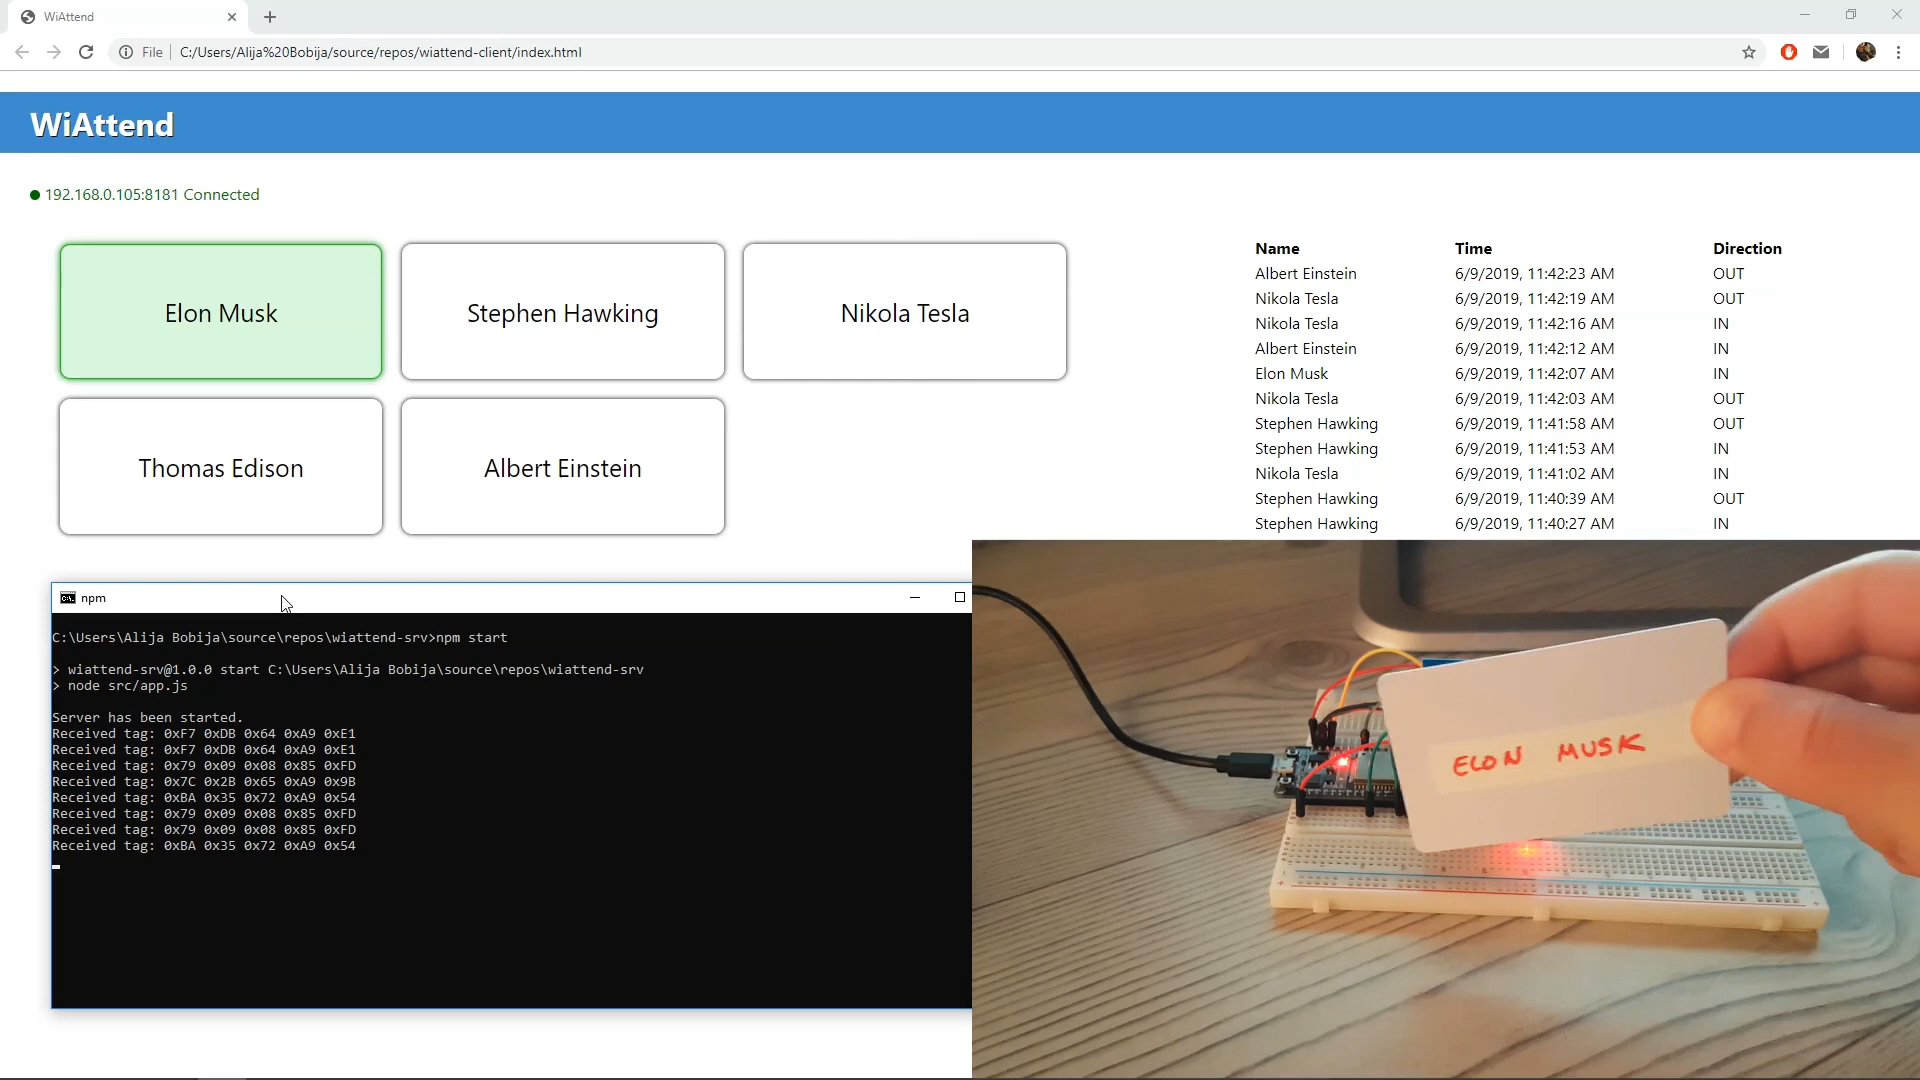 WiAttend
File C:/Users/Alija%20Bobija/source/repos/wiattend-client/index.html
WiAttend
192.168.0.105:8181 Connected
Elon Musk
Stephen Hawking
Nikola Tesla
Thomas Edison
Albert Einstein
Name Time Direction
Albert Einstein 6/9/2019, 11:42:23 AM OUT
Nikola Tesla 6/9/2019, 11:42:19 AM OUT
Nikola Tesla 6/9/2019, 11:42:16 AM IN
Albert Einstein 6/9/2019, 11:42:12 AM IN
Elon Musk 6/9/2019, 11:42:07 AM IN
Nikola Tesla 6/9/2019, 11:42:03 AM OUT
Stephen Hawking 6/9/2019, 11:41:58 AM OUT
Stephen Hawking 6/9/2019, 11:41:53 AM IN
Nikola Tesla 6/9/2019, 11:41:02 AM IN
Stephen Hawking 6/9/2019, 11:40:39 AM OUT
Stephen Hawking 6/9/2019, 11:40:27 AM IN
npm
C:\Users\Alija Bobija\source\repos\wiattend-srv>npm start
> wiattend-srv@1.0.0 start C:\Users\Alija Bobija\source\repos\wiattend-srv
> node src/app.js
Server has been started.
Received tag: 0xF7 0xDB 0x64 0xA9 0xE1
Received tag: 0xF7 0xDB 0x64 0xA9 0xE1
Received tag: 0x79 0x09 0x08 0x85 0xFD
Received tag: 0x7C 0x2B 0x65 0xA9 0x9B
Received tag: 0xBA 0x35 0x72 0xA9 0x54
Received tag: 0x79 0x09 0x08 0x85 0xFD
Received tag: 0x79 0x09 0x08 0x85 0xFD
Received tag: 0xBA 0x35 0x72 0xA9 0x54
ELON MUSK